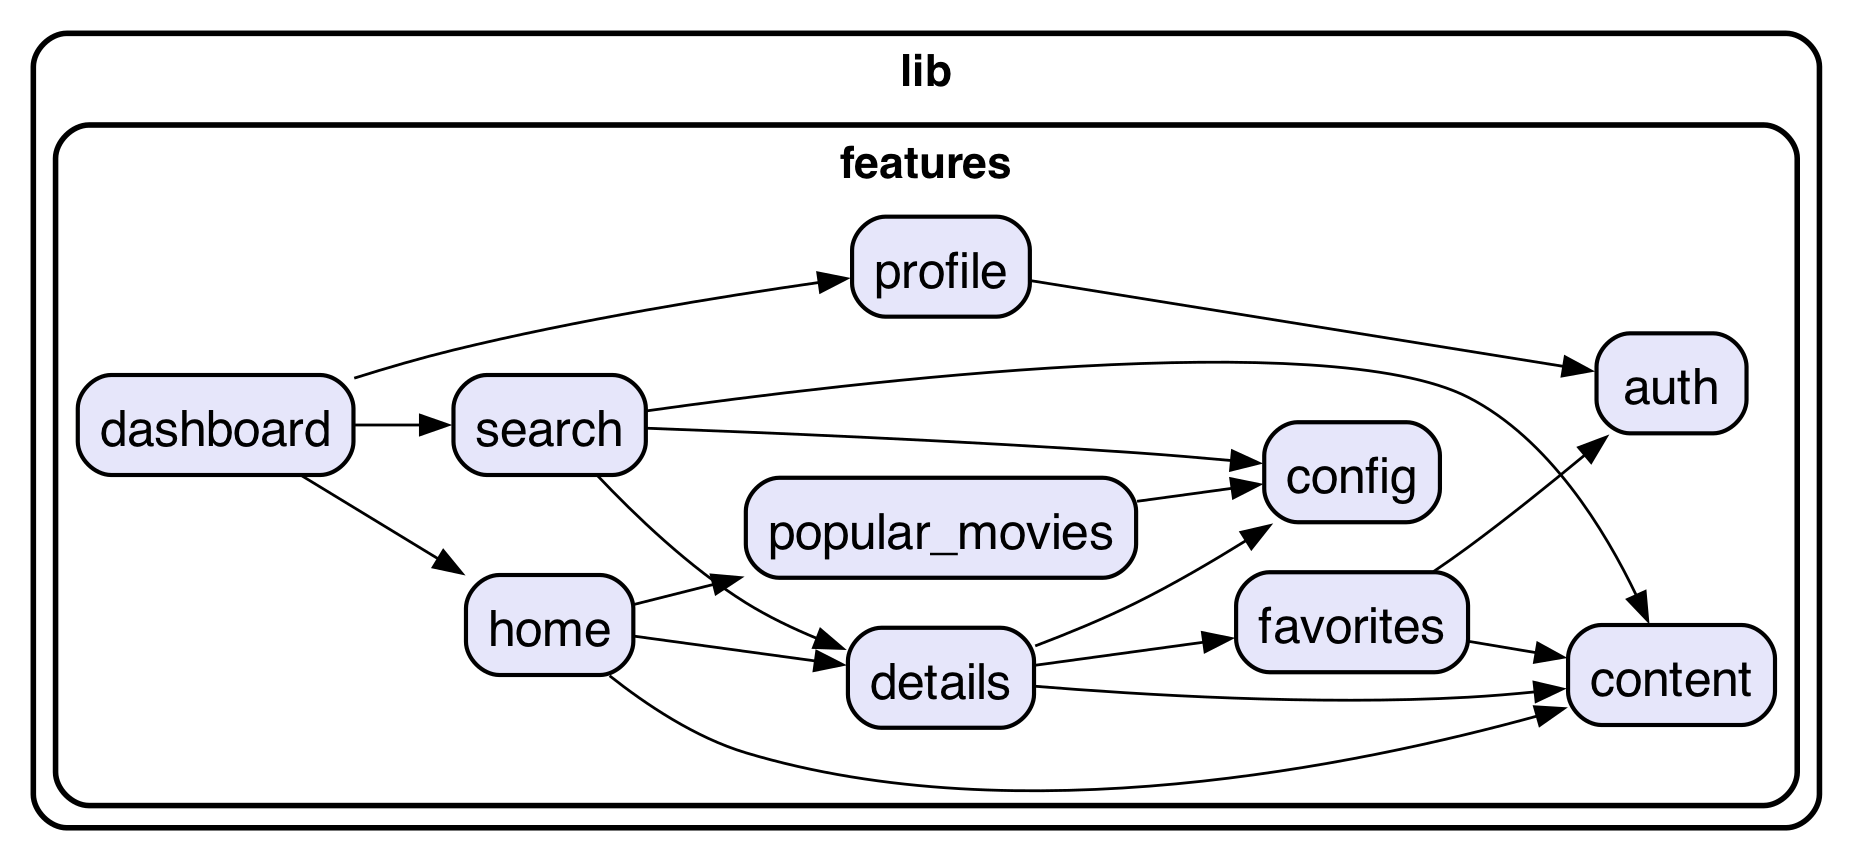 lib
features
profile
auth
dashboard
search
config
popular_movies
home
favorites
details
content